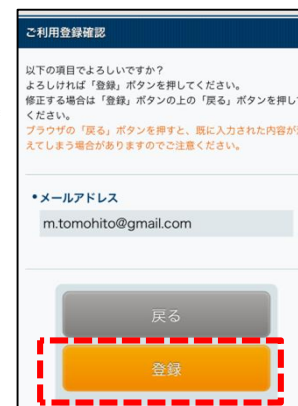 ご利用登録確認
以下の項目でよろしいですか？
よろしければ「登録」ボタンを押してください。
修正する場合は「登録」ボタンの上の「戻る」ボタンを押し
ください。
ブラウザの「戻る」ボタンを押すと、既に入力された内容が
えてしまう場合がありますのでご注意ください。
•メールアドレス
m.tomohito@gmail.com
戻る
登録